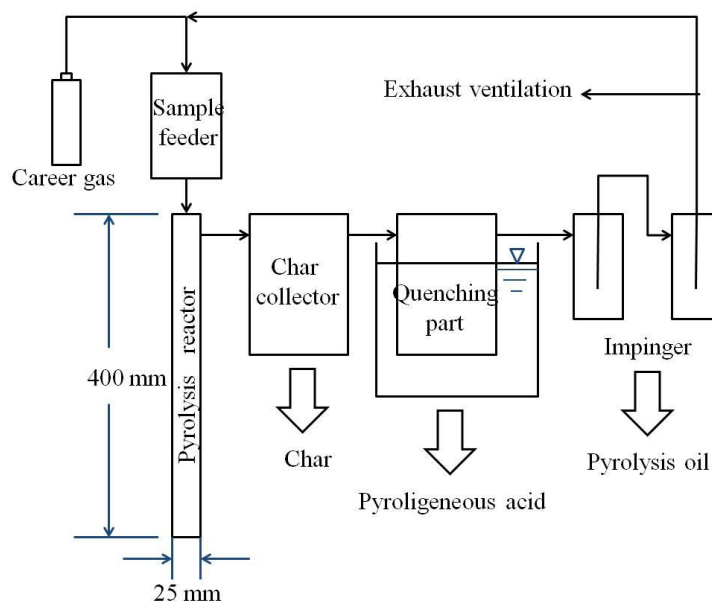 Sample
feeder
Exhaust ventilation
Career gas
Char
collector
Quenching
part
Pyrolysis reactor
400 mm
Impinger
Char
Pyroligeneous acid
Pyrolysis oil
25 mm